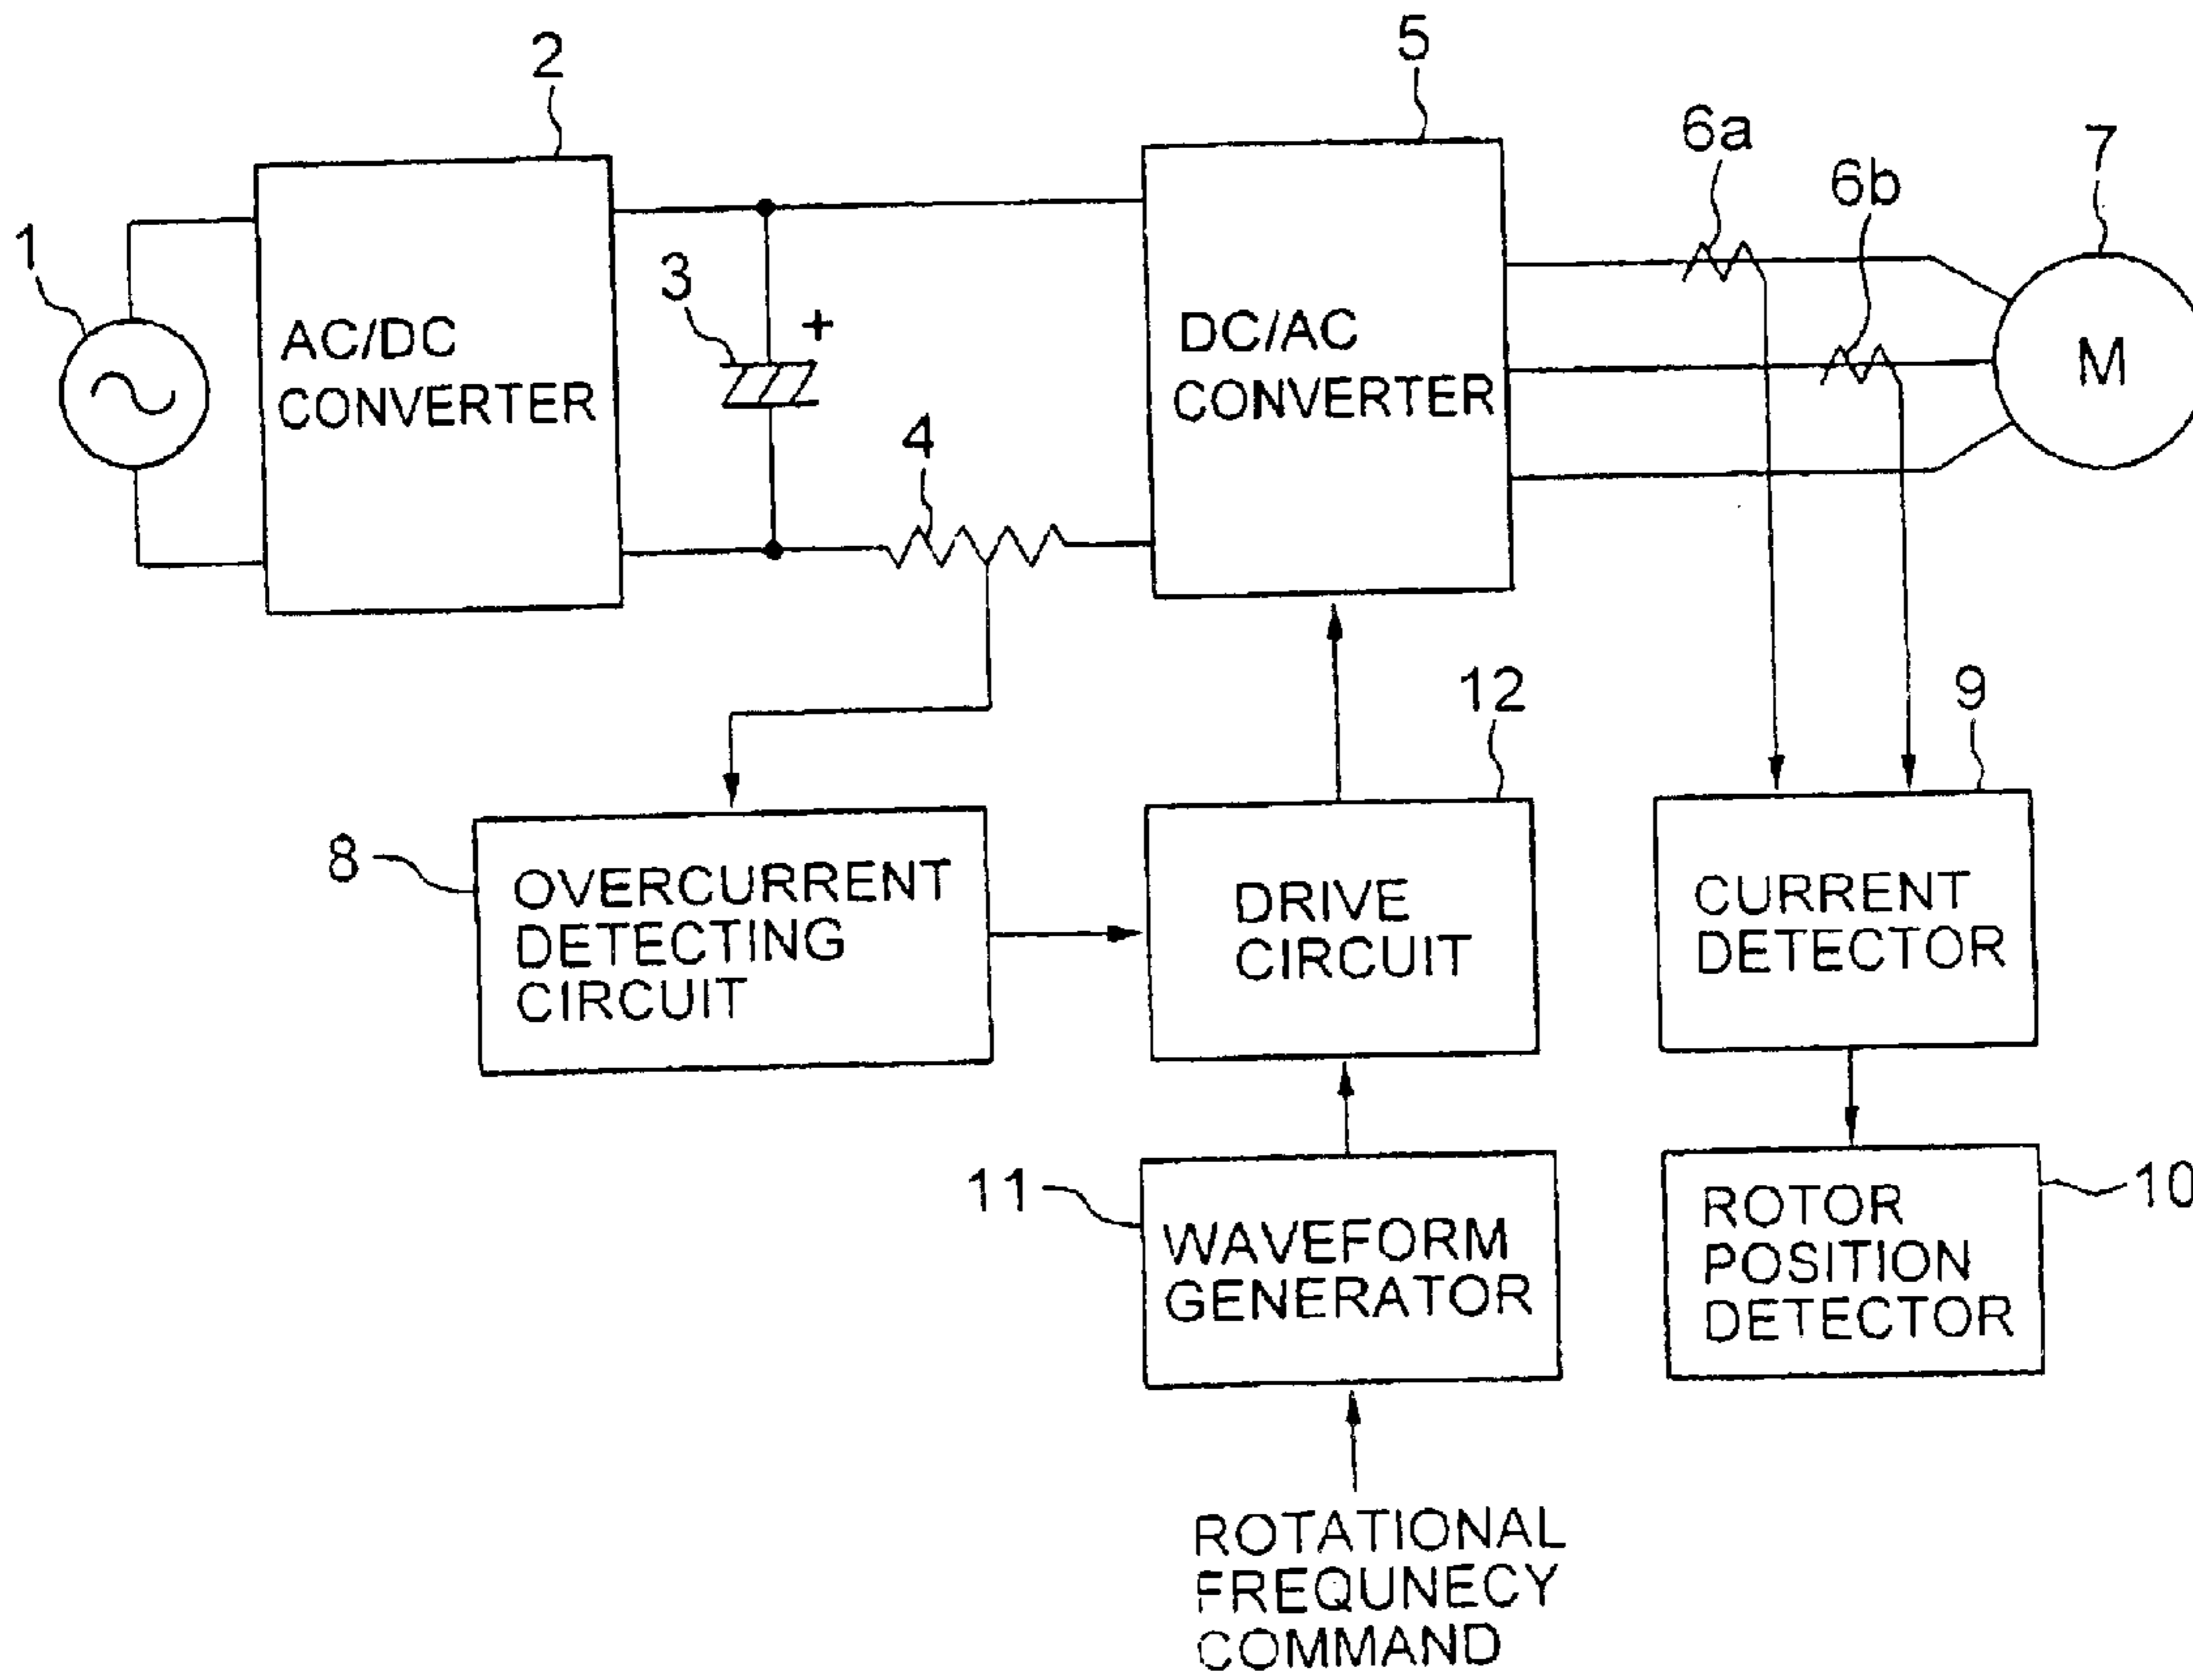 5
2
6a
7
6b
1
3
+
AC/DC
CONVERTER
DC/AC
CONVERTER
M
4
12
9
8
OVERCURRENT
DETECTING
CIRCUIT
DRIVE
CIRCUIT
CURRENT
DETECTOR
11
WAVEFORM
GENERATOR
10
ROTOR
POSITION
DETECTOR
ROTATIONAL
FREQUNECY
COMMAND